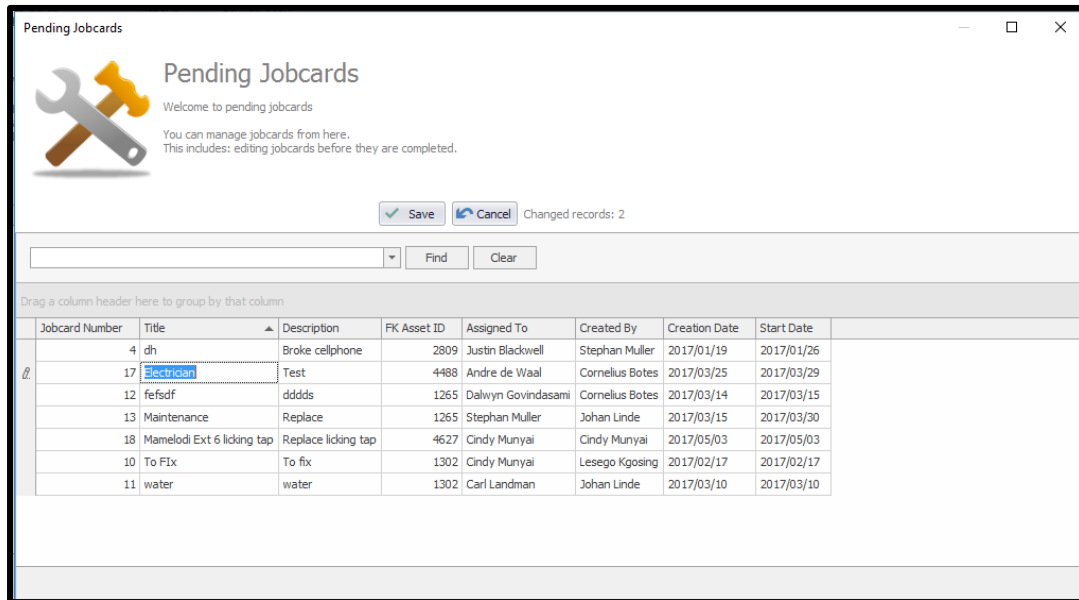 Pending Jobcards
Pending Jobcards
Welcome to pending jobcards
You can manage jobcards from here.
This includes: editing jobcards before they are completed.
Save Cancel Changed records: 2
Find Clear
Drag a column header here to group by that column
Jobcard Number Title Description FK Asset ID Assigned To Created By Creation Date Start Date
4 dh Broke cellphone 2809 Justin Blackwell Stephan Muller 2017/01/19 2017/01/26
17 Electrician Test 4488 Andre de Waal Cornelius Botes 2017/03/25 2017/03/29
12 fefsdf dddds 1265 Dalwyn Govindasami Cornelius Botes 2017/03/14 2017/03/15
13 Maintenance Replace 1265 Stephan Muller Johan Linde 2017/03/15 2017/03/30
18 Mamelodi Ext 6 licking tap Replace licking tap 4627 Cindy Munyai Cindy Munyai 2017/05/03 2017/05/03
10 To FIx To fix 1302 Cindy Munyai Lesego Kgosing 2017/02/17 2017/02/17
11 water water 1302 Carl Landman Johan Linde 2017/03/10 2017/03/10